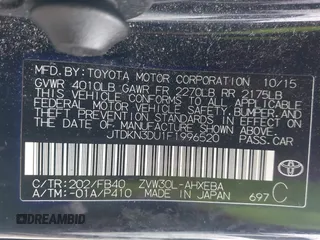 MFD.BY:TOYOTA MOTOR CORPORATION 10/15
GVWR 4010LB GAWR FR 2270LB RR 2175LB
THIS VEHICLE CONFORMS TO ALL APPLICABLE
FEDERAL MOTOR VEHICLE SAFETY, BUMPER, AND
THEFT PREVENTION STANDARDS IN EFFECT ON
THE DATE OF MANUFACTURE SHOWN ABOVE.
JTDKN3DU1F1996520 PASS.CAR
C/TR:202/FB40 ZVW30L-AHXEBA
A/TM:-01A/P410 MADE IN JAPAN 697 C
DREAMBID